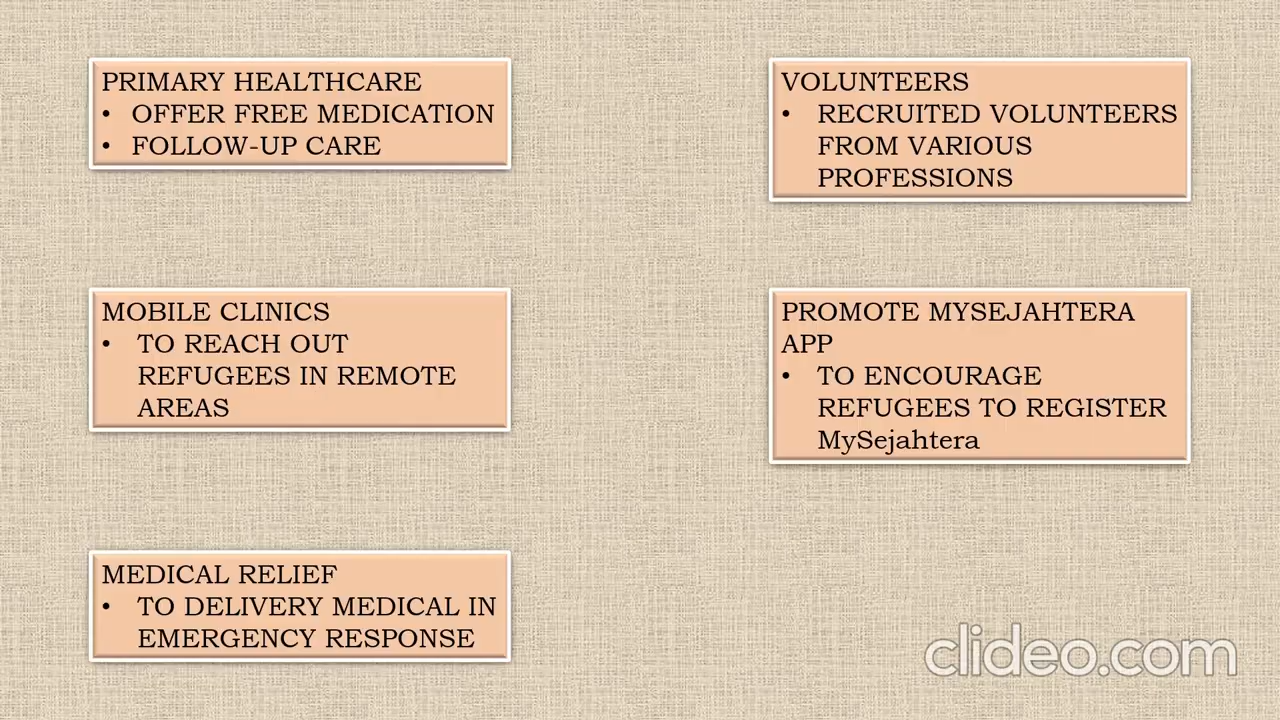 PRIMARY HEALTHCARE
• OFFER FREE MEDICATION
• FOLLOW-UP CARE
MOBILE CLINICS
• TO REACH OUT
REFUGEES IN REMOTE
AREAS
MEDICAL RELIEF
• TO DELIVERY MEDICAL IN
EMERGENCY RESPONSE
VOLUNTEERS
• RECRUITED VOLUNTEERS
FROM VARIOUS
PROFESSIONS
PROMOTE MYSEJAHTERA
APP
• TO ENCOURAGE
REFUGEES TO REGISTER
MySejahtera
clideo.com